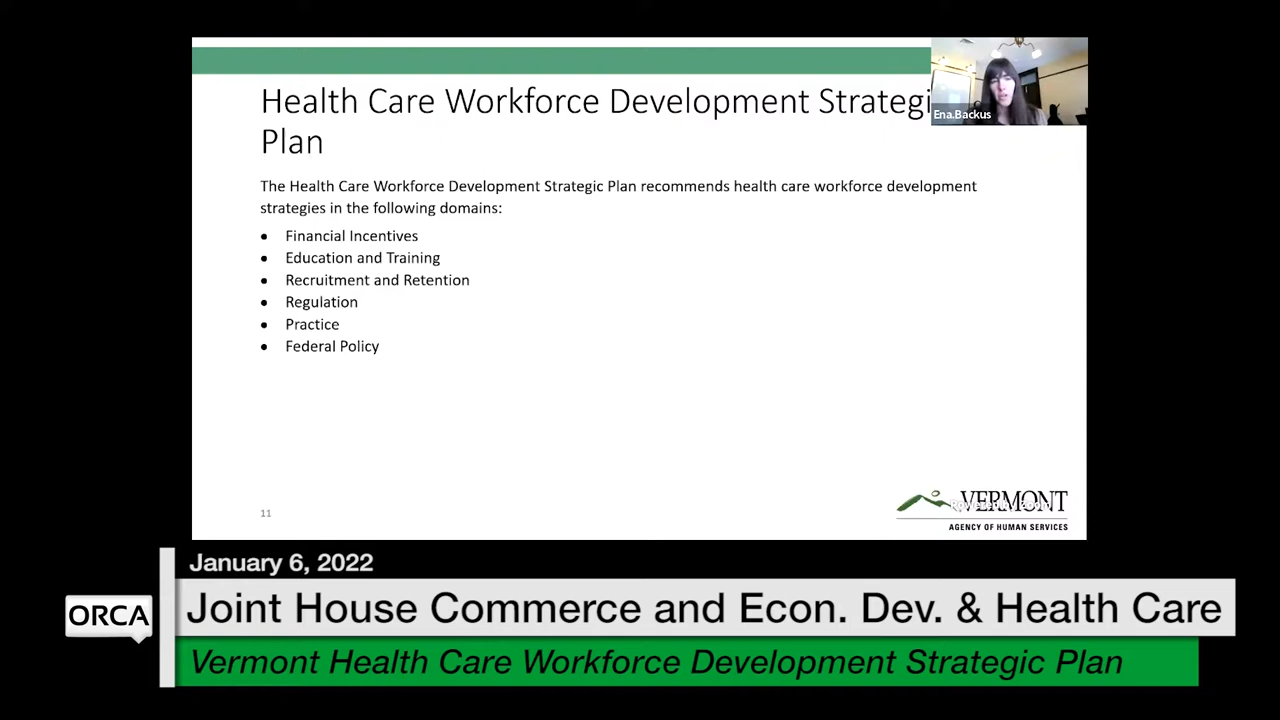 Health Care Workforce Development Strategi
Plan
Ena.Backus
The Health Care Workforce Development Strategic Plan recommends health care workforce development
strategies in the following domains:
• Financial Incentives
• Education and Training
• Recruitment and Retention
• Regulation
• Practice
• Federal Policy
11
VERMONT
Powered by Zoom
AGENCY OF HUMAN SERVICES
January 6, 2022
ORCA
Joint House Commerce and Econ. Dev. & Health Care
Vermont Health Care Workforce Development Strategic Plan